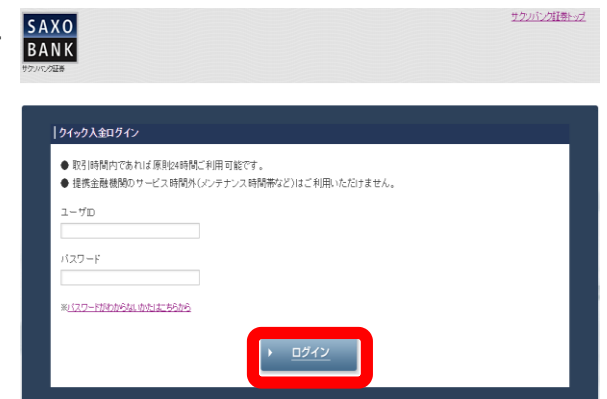 SAXO
BANK
サクソバンク証券
サクソバンク証券トップ
クイック入金ログイン
● 取引時間内であれば原則24時間ご利用可能です。
● 提携金融機関のサービス時間外(メンテナンス時間帯など)はご利用いただけません。
ユーザID
パスワード
※パスワードがわからないかたはこちらから
ログイン